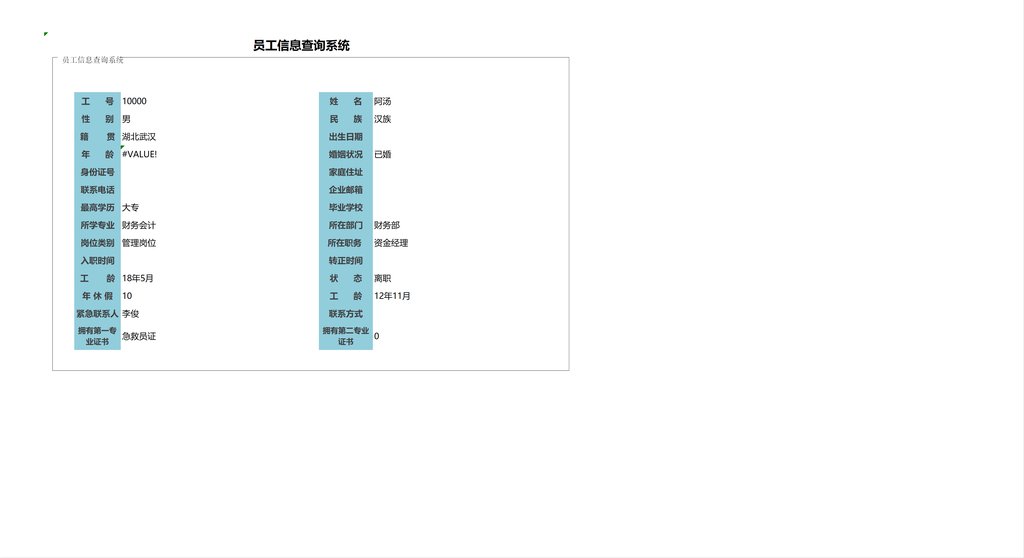 员工信息查询系统
员工信息查询系统
工 号 10000 姓 名 阿汤
性 别 男 民 族 汉族
籍 贯 湖北武汉 出生日期
年 龄 #VALUE! 婚姻状况 已婚
身份证号 家庭住址
联系电话 企业邮箱
最高学历 大专 毕业学校
所学专业 财务会计 所在部门 财务部
岗位类别 管理岗位 所在职务 资金经理
入职时间 转正时间
工 龄 18年5月 状 态 离职
年 休 假 10 工 龄 12年11月
紧急联系人 李俊 联系方式
拥有第一专
业证书 急救员证
拥有第二专业
证书 0